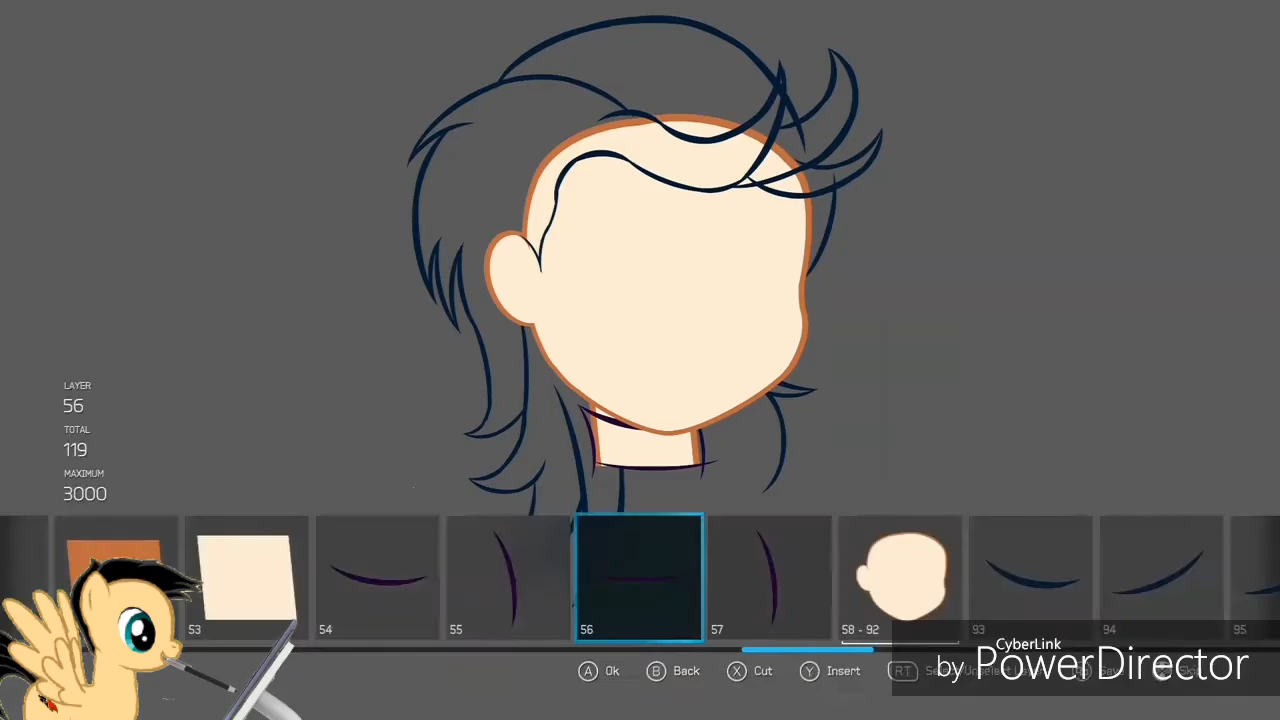 LAYER
56
TOTAL
119
MAXIMUM
3000
53
54
55
56
57
58 - 92
93
94
95
A Ok
B Back
X Cut
Y Insert
RT
CyberLink
by PowerDirector